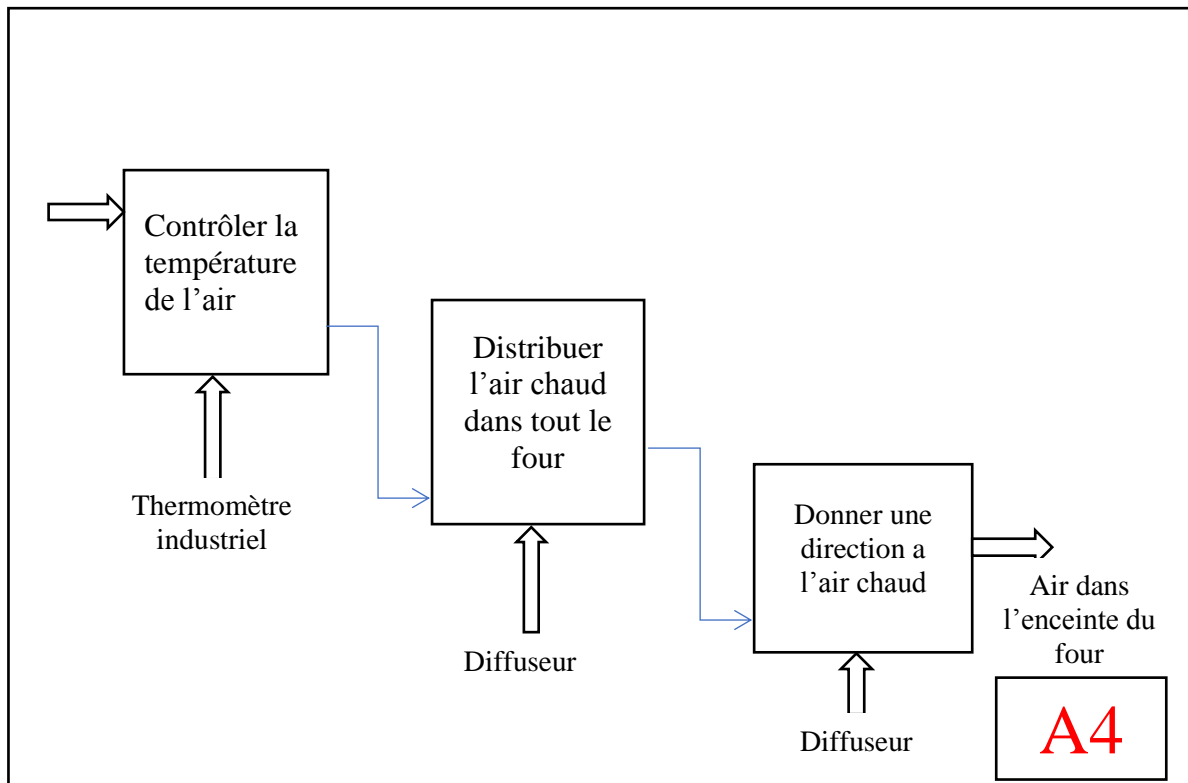 Contrôler la
température
de l’air
Thermomètre
industriel
Distribuer
l’air chaud
dans tout le
four
Diffuseur
Donner une
direction a
l’air chaud
Diffuseur
Air dans
l’enceinte du
four
A4